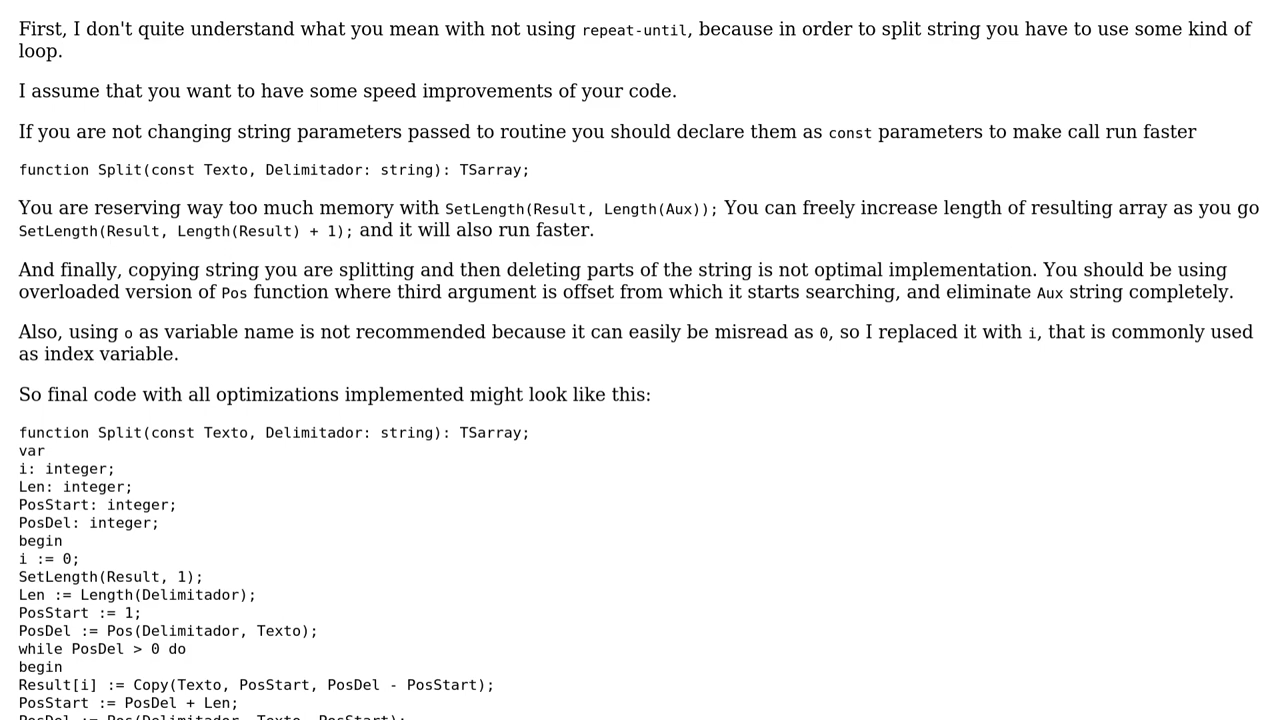 First, I don't quite understand what you mean with not using repeat-until, because in order to split string you have to use some kind of
loop.
I assume that you want to have some speed improvements of your code.
If you are not changing string parameters passed to routine you should declare them as const parameters to make call run faster
function Split(const Texto, Delimitador: string): TSarray;
You are reserving way too much memory with SetLength(Result, Length(Aux)); You can freely increase length of resulting array as you go
SetLength(Result, Length(Result) + 1); and it will also run faster.
And finally, copying string you are splitting and then deleting parts of the string is not optimal implementation. You should be using
overloaded version of Pos function where third argument is offset from which it starts searching, and eliminate Aux string completely.
Also, using o as variable name is not recommended because it can easily be misread as 0, so I replaced it with i, that is commonly used
as index variable.
So final code with all optimizations implemented might look like this:
function Split(const Texto, Delimitador: string): TSarray;
var
i: integer;
Len: integer;
PosStart: integer;
PosDel: integer;
begin
i := 0;
SetLength(Result, 1);
Len := Length(Delimitador);
PosStart := 1;
PosDel := Pos(Delimitador, Texto);
while PosDel > 0 do
begin
Result[i] := Copy(Texto, PosStart, PosDel - PosStart);
PosStart := PosDel + Len;
PosDel := Pos(Delimitador, Texto, PosStart);